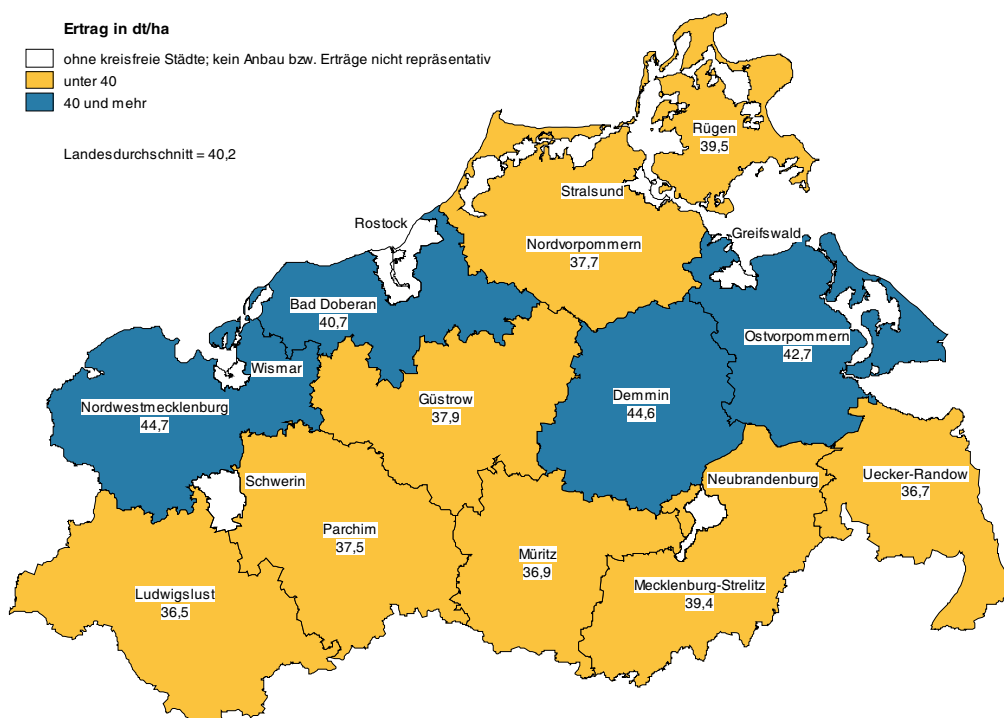 Ertrag in dt/ha
ohne kreisfreie Städte; kein Anbau bzw. Erträge nicht repräsentativ
unter 40
40 und mehr
Landesdurchschnitt = 40,2
Rügen
39,5
Stralsund
Rostock
Greifswald
Nordvorpommern
37,7
Bad Doberan
40,7
Ostvorpommern
42,7
Wismar
Nordwestmecklenburg
44,7
Güstrow
37,9
Demmin
44,6
Schwerin
Neubrandenburg
Uecker-Randow
36,7
Parchim
37,5
Müritz
36,9
Mecklenburg-Strelitz
39,4
Ludwigslust
36,5